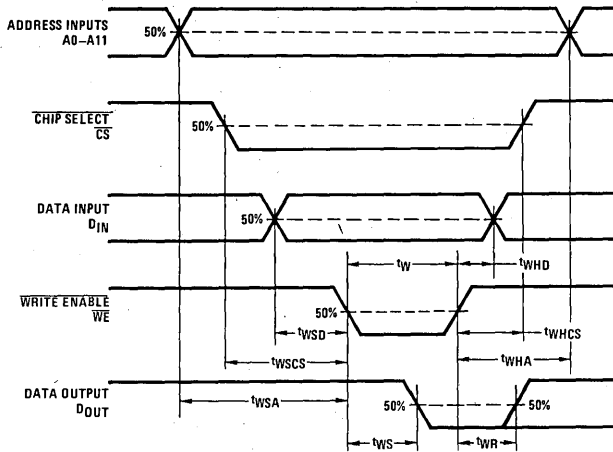 ADDRESS INPUTS
A0–A11
50%
CHIP SELECT
CS
50%
DATA INPUT
DIN
50%
tW
tWHD
WRITE ENABLE
WE
50%
tWSD
tWHCS
tWSCS
tWHA
DATA OUTPUT
DOUT
tWSA
50%
50%
tWS
tWR